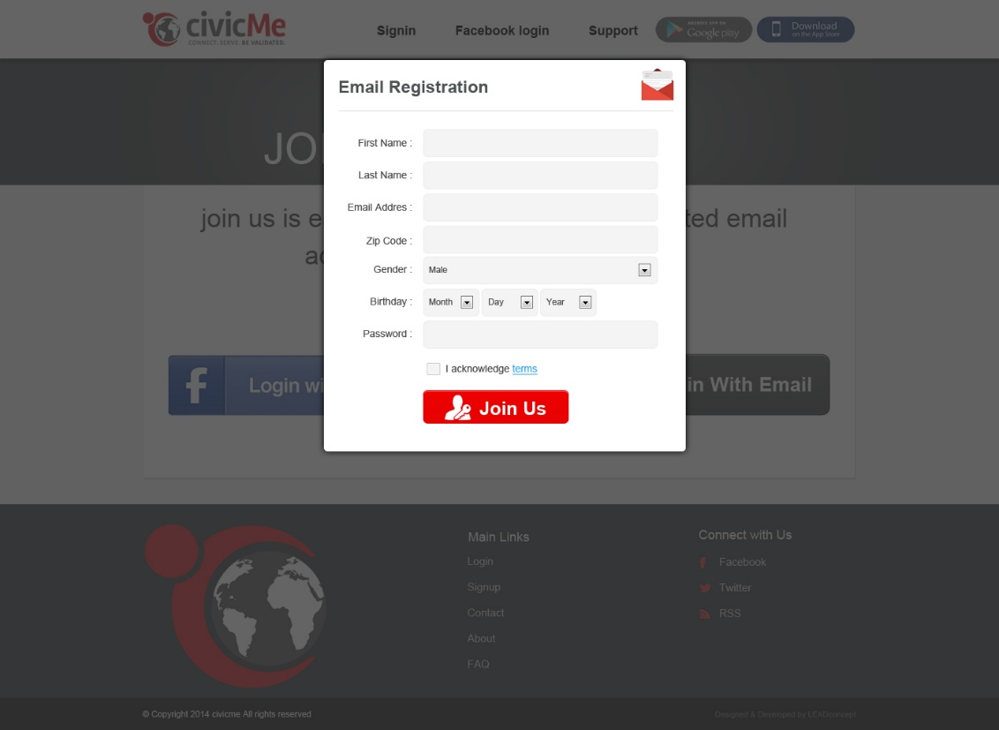 civicMe
CONNECT. SERVE. BE VALIDATED.
Signin
Facebook login
Support
ANDROID APP ON
Google play
Download
on the App Store
Email Registration
JO
First Name :
Last Name :
join us is e
ted email
Email Addres :
Zip Code :
Gender :
Male
Birthday :
Month
Day
Year
Password :
I acknowledge terms
f
Login wi
in With Email
Join Us
Main Links
Login
Signup
Contact
About
FAQ
Connect with Us
Facebook
Twitter
RSS
© Copyright 2014 civicme All rights reserved
Designed & Developed by LEADconcept